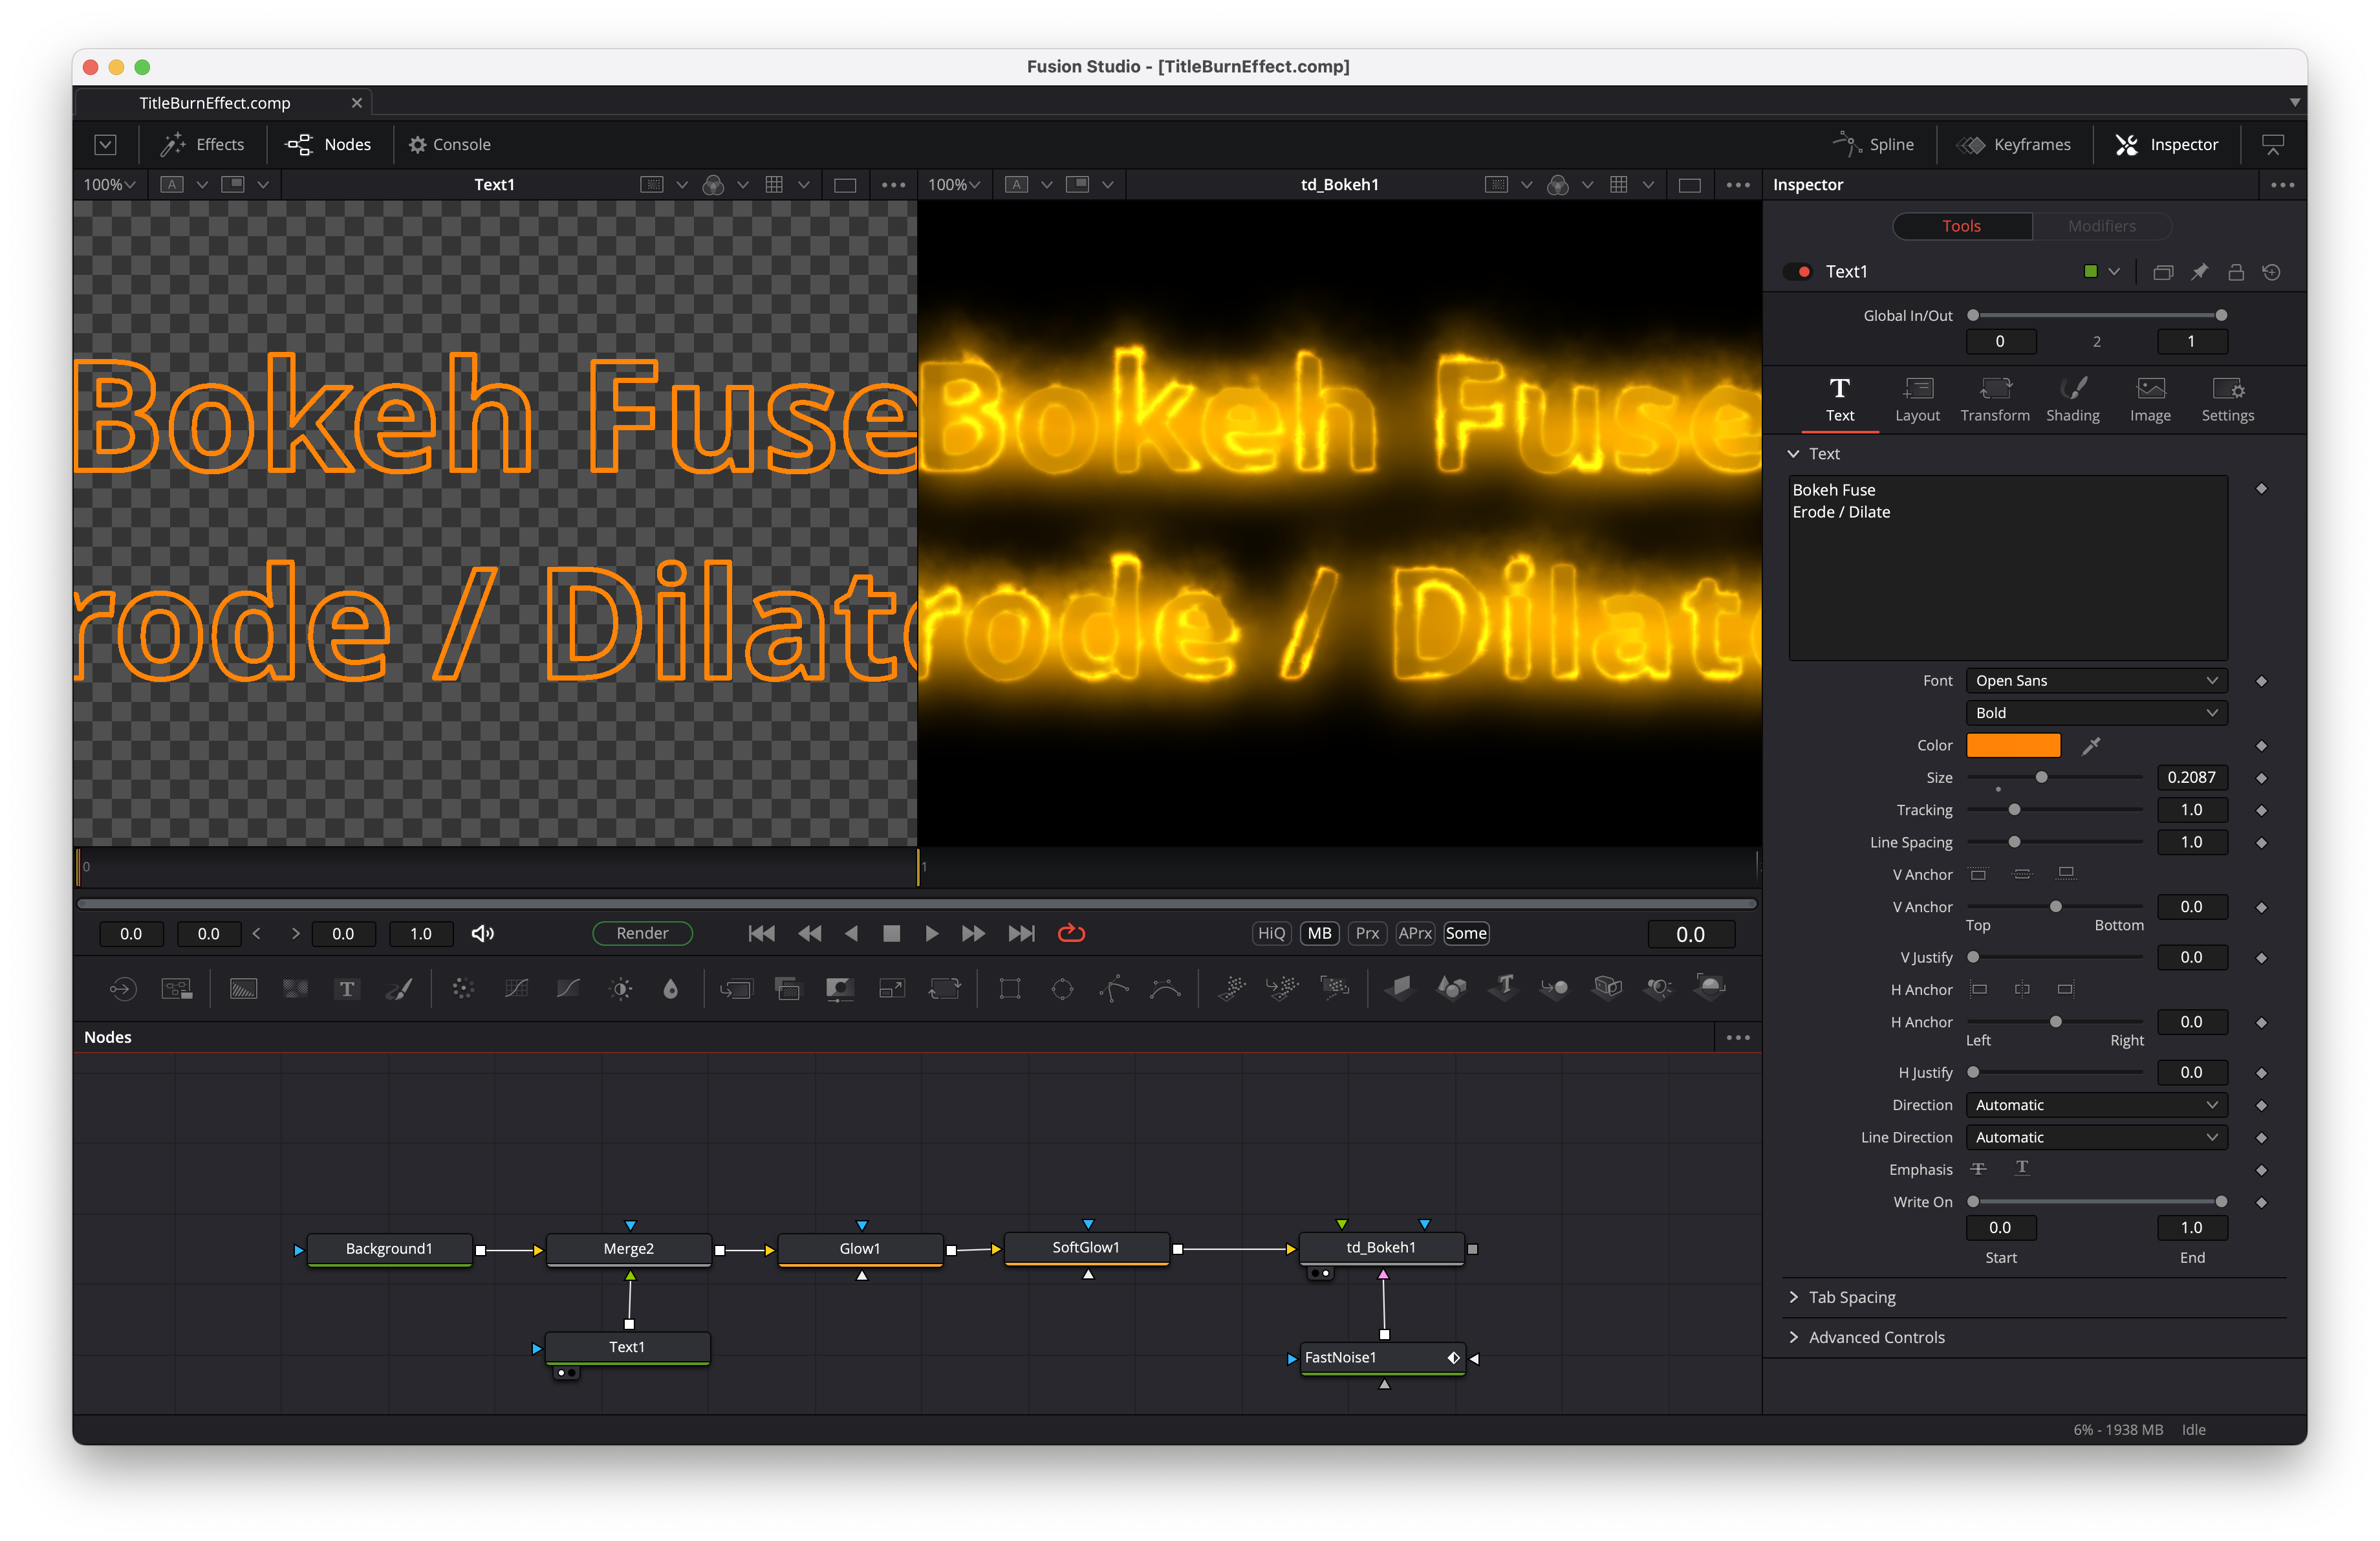 Fusion Studio - [TitleBurnEffect.comp]
TitleBurnEffect.comp
Effects
Nodes
Console
Spline
Keyframes
Inspector
100%
A
Text1
100%
A
td_Bokeh1
Inspector
Bokeh Fuse
rode / Dilat
Bokeh Fuse
rode / Dilat
0
1
0.0
0.0
<
>
0.0
1.0
Render
HiQ
MB
Prx
APrx
Some
0.0
T
T
Nodes
Background1
Merge2
Glow1
SoftGlow1
td_Bokeh1
Text1
FastNoise1
Tools
Modifiers
Text1
Global In/Out
0
2
1
T
Text
Layout
Transform
Shading
Image
Settings
Text
Bokeh Fuse
Erode / Dilate
Font
Open Sans
Bold
Color
Size
0.2087
Tracking
1.0
Line Spacing
1.0
V Anchor
V Anchor
0.0
Top
Bottom
V Justify
0.0
H Anchor
H Anchor
0.0
Left
Right
H Justify
0.0
Direction
Automatic
Line Direction
Automatic
Emphasis
T
T
Write On
0.0
1.0
Start
End
Tab Spacing
Advanced Controls
6% - 1938 MB
Idle